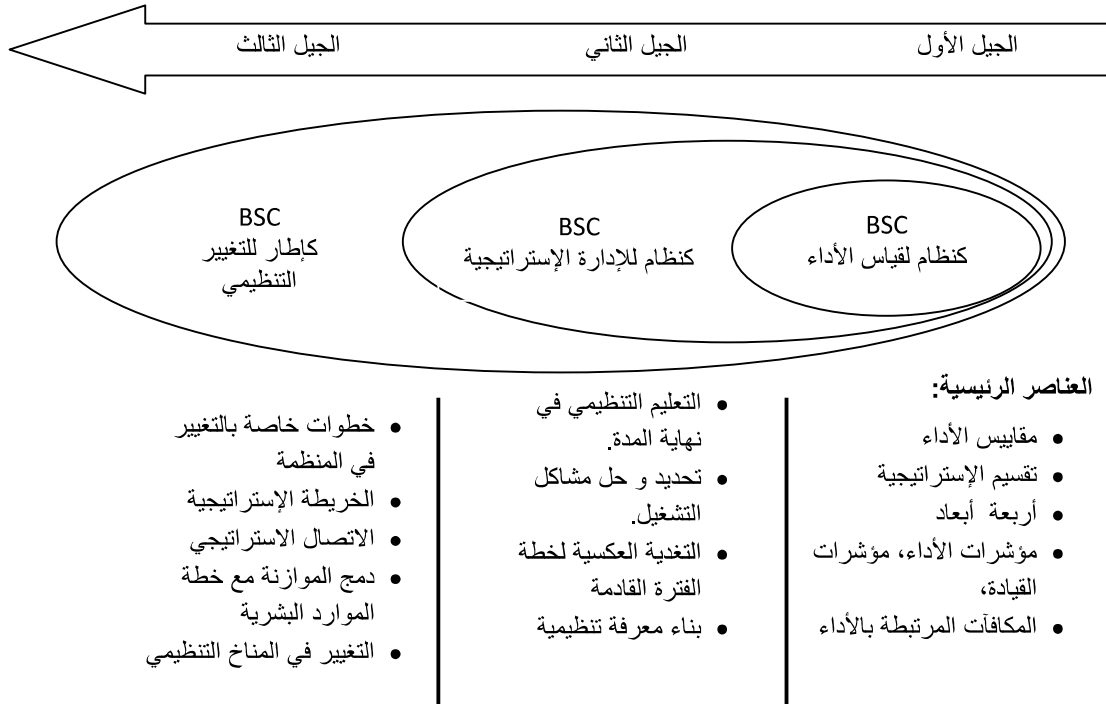 الجيل الأول
الجيل الثاني
الجيل الثالث
BSC
كنظام لقياس الأداء
BSC
كنظام للإدارة الإستراتيجية
BSC
كإطار للتغيير
التنظيمي
العناصر الرئيسية:
• مقاييس الأداء
• تقسيم الإستراتيجية
• أربعة أبعاد
• مؤشرات الأداء، مؤشرات
القيادة،
• المكافآت المرتبطة بالأداء
• التعليم التنظيمي في
نهاية المدة.
• تحديد و حل مشاكل
التشغيل.
• التغدية العكسية لخطة
الفترة القادمة
• بناء معرفة تنظيمية
• خطوات خاصة بالتغيير
في المنظمة
• الخريطة الإستراتيجية
• الاتصال الاستراتيجي
• دمج الموازنة مع خطة
الموارد البشرية
• التغيير في المناخ التنظيمي